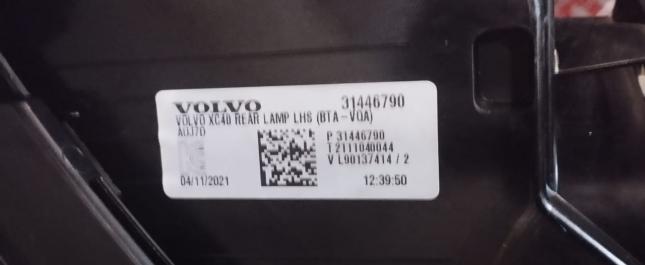 VOLVO 31446790
VOLVO XC40 REAR LAMP LHS (BTA-VOA)
AUJ7D
P 31446790
T 2111040044
V L90137414 / 2
04/11/2021 12:39:50